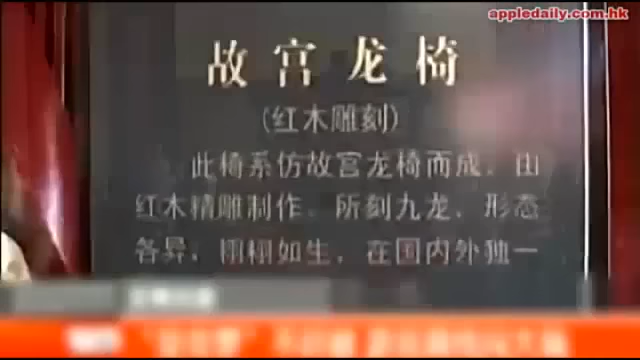 appledaily.com.hk
故宫龙椅
(红木雕刻)
此椅系仿故宫龙椅而成，由
红木精雕制作，所刻九龙，形态
各异，栩栩如生，在国内外独一